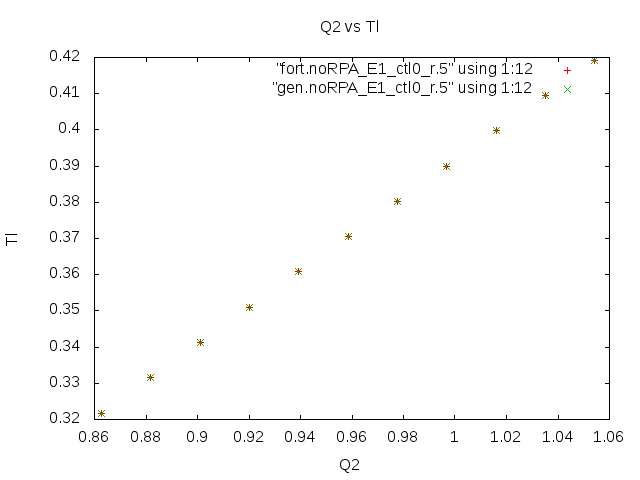 Q2 vs Tl
"fort.noRPA_E1_ctl0_r.5" using 1:12
"gen.noRPA_E1_ctl0_r.5" using 1:12
0.42
0.41
0.4
0.39
0.38
0.37
0.36
0.35
0.34
0.33
0.32
Tl
0.86 0.88 0.9 0.92 0.94 0.96 0.98 1 1.02 1.04 1.06
Q2